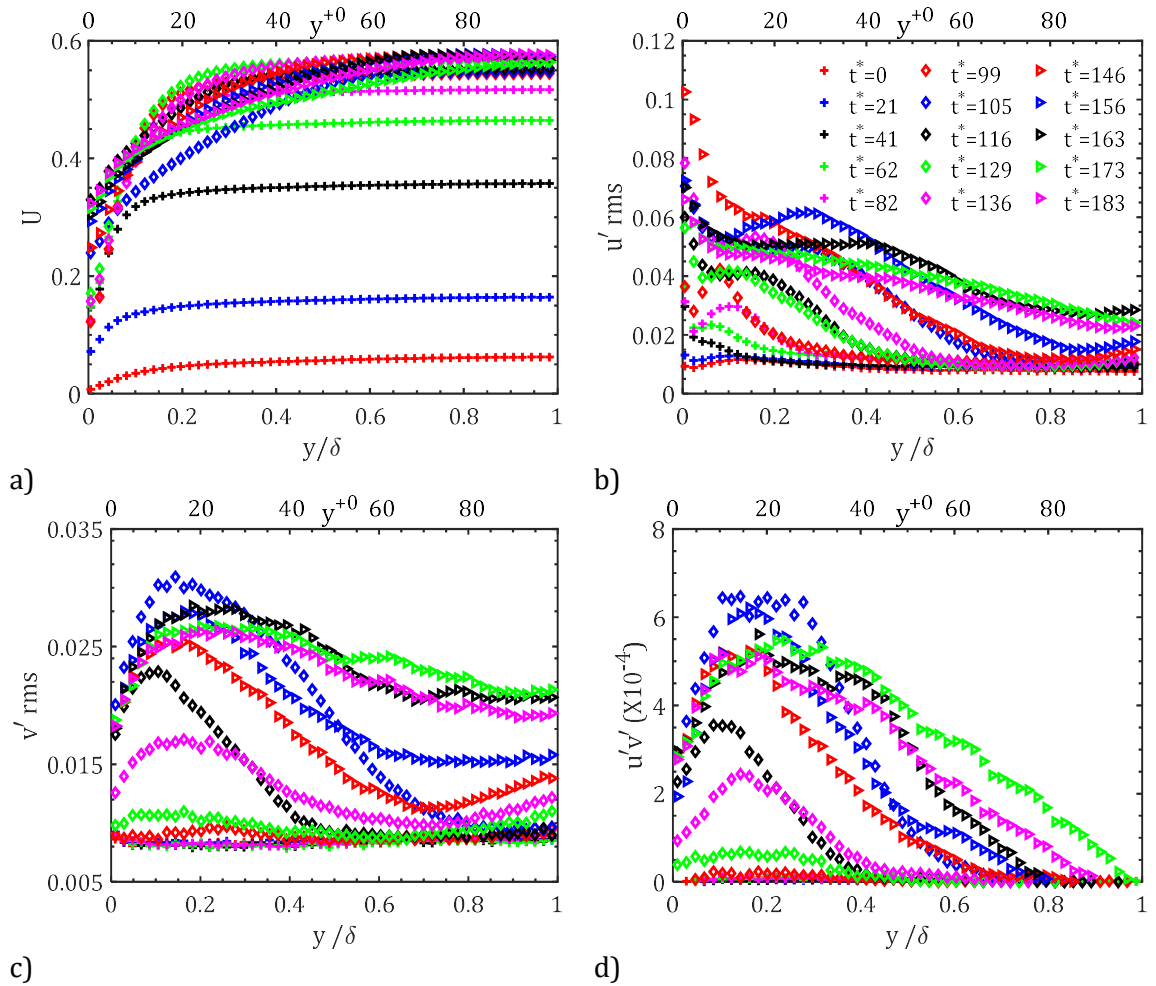 0 20 40 y⁺⁰ 60 80
0.6
0.4
U
0.2
0
0 0.2 0.4 0.6 0.8 1
y/δ
a)
0 20 40 y⁺⁰ 60 80
0.12
0.1
0.08
u′ rms
0.06
0.04
0.02
0
t*=0 t*=99 t*=146
t*=21 t*=105 t*=156
t*=41 t*=116 t*=163
t*=62 t*=129 t*=173
t*=82 t*=136 t*=183
0 0.2 0.4 0.6 0.8 1
y/δ
b)
0 20 40 y⁺⁰ 60 80
0.035
0.025
v′ rms
0.015
0.005
0 0.2 0.4 0.6 0.8 1
y/δ
c)
0 20 40 y⁺⁰ 60 80
8
6
u′v′ (X10⁻⁴)
4
2
0
0 0.2 0.4 0.6 0.8 1
y/δ
d)